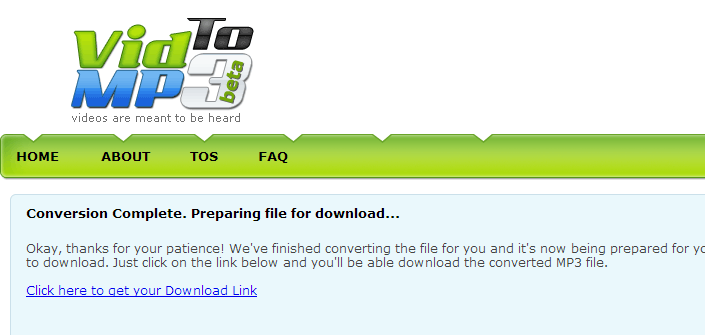 Vid To
MP3 beta
videos are meant to be heard
HOME ABOUT TOS FAQ
Conversion Complete. Preparing file for download...
Okay, thanks for your patience! We've finished converting the file for you and it's now being prepared for
to download. Just click on the link below and you'll be able download the converted MP3 file.
Click here to get your Download Link